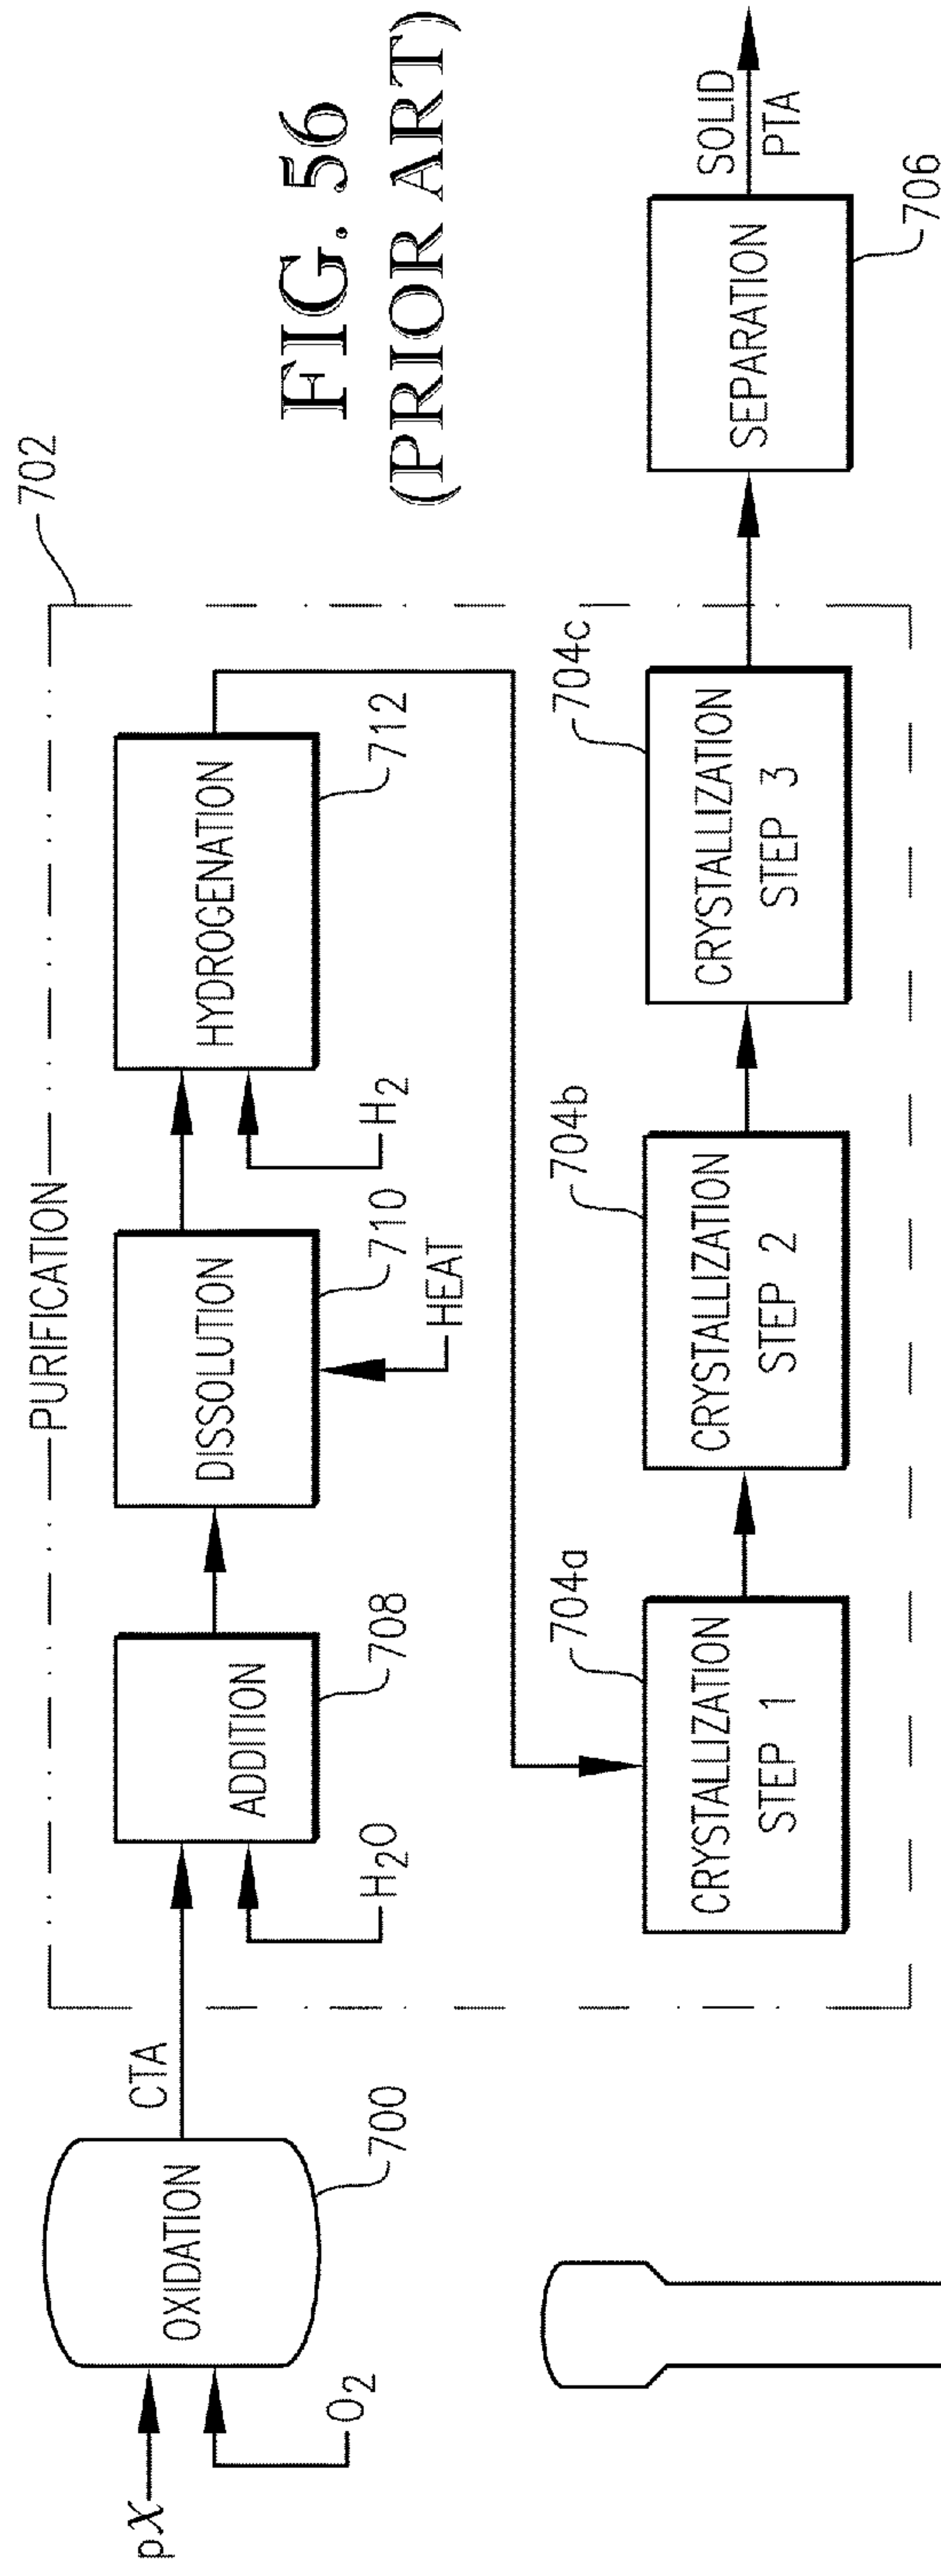 PURIFICATION
702
pX
O2
OXIDATION
700
CTA
H2O
ADDITION
708
DISSOLUTION
710
HEAT
H2
HYDROGENATION
712
FIG. 56
(PRIOR ART)
704a
CRYSTALLIZATION
STEP 1
704b
CRYSTALLIZATION
STEP 2
704c
CRYSTALLIZATION
STEP 3
SEPARATION
706
SOLID
PTA